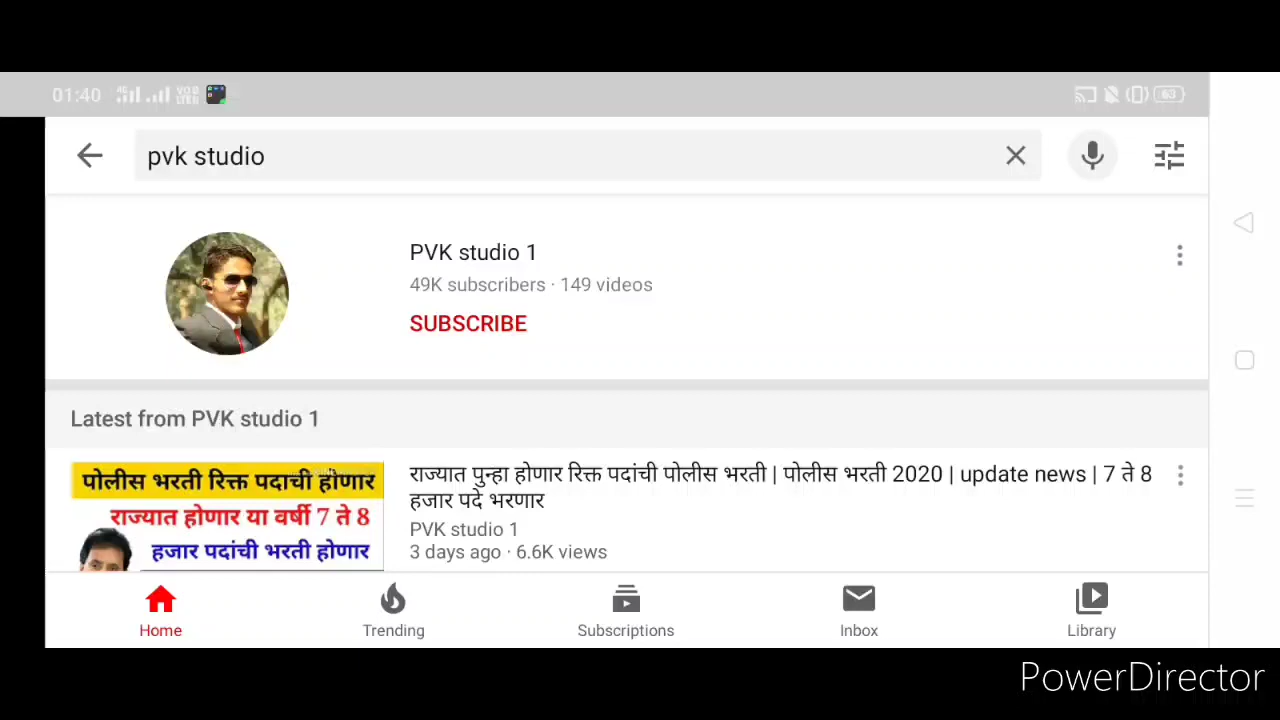 01:40
63
pvk studio
PVK studio 1
49K subscribers · 149 videos
SUBSCRIBE
Latest from PVK studio 1
पोलीस भरती रिक्त पदाची होणार
राज्यात होणार या वर्षी 7 ते 8
हजार पदांची भरती होणार
राज्यात पुन्हा होणार रिक्त पदांची पोलीस भरती | पोलीस भरती 2020 | update news | 7 ते 8
हजार पदे भरणार
PVK studio 1
3 days ago · 6.6K views
Home
Trending
Subscriptions
Inbox
Library
PowerDirector